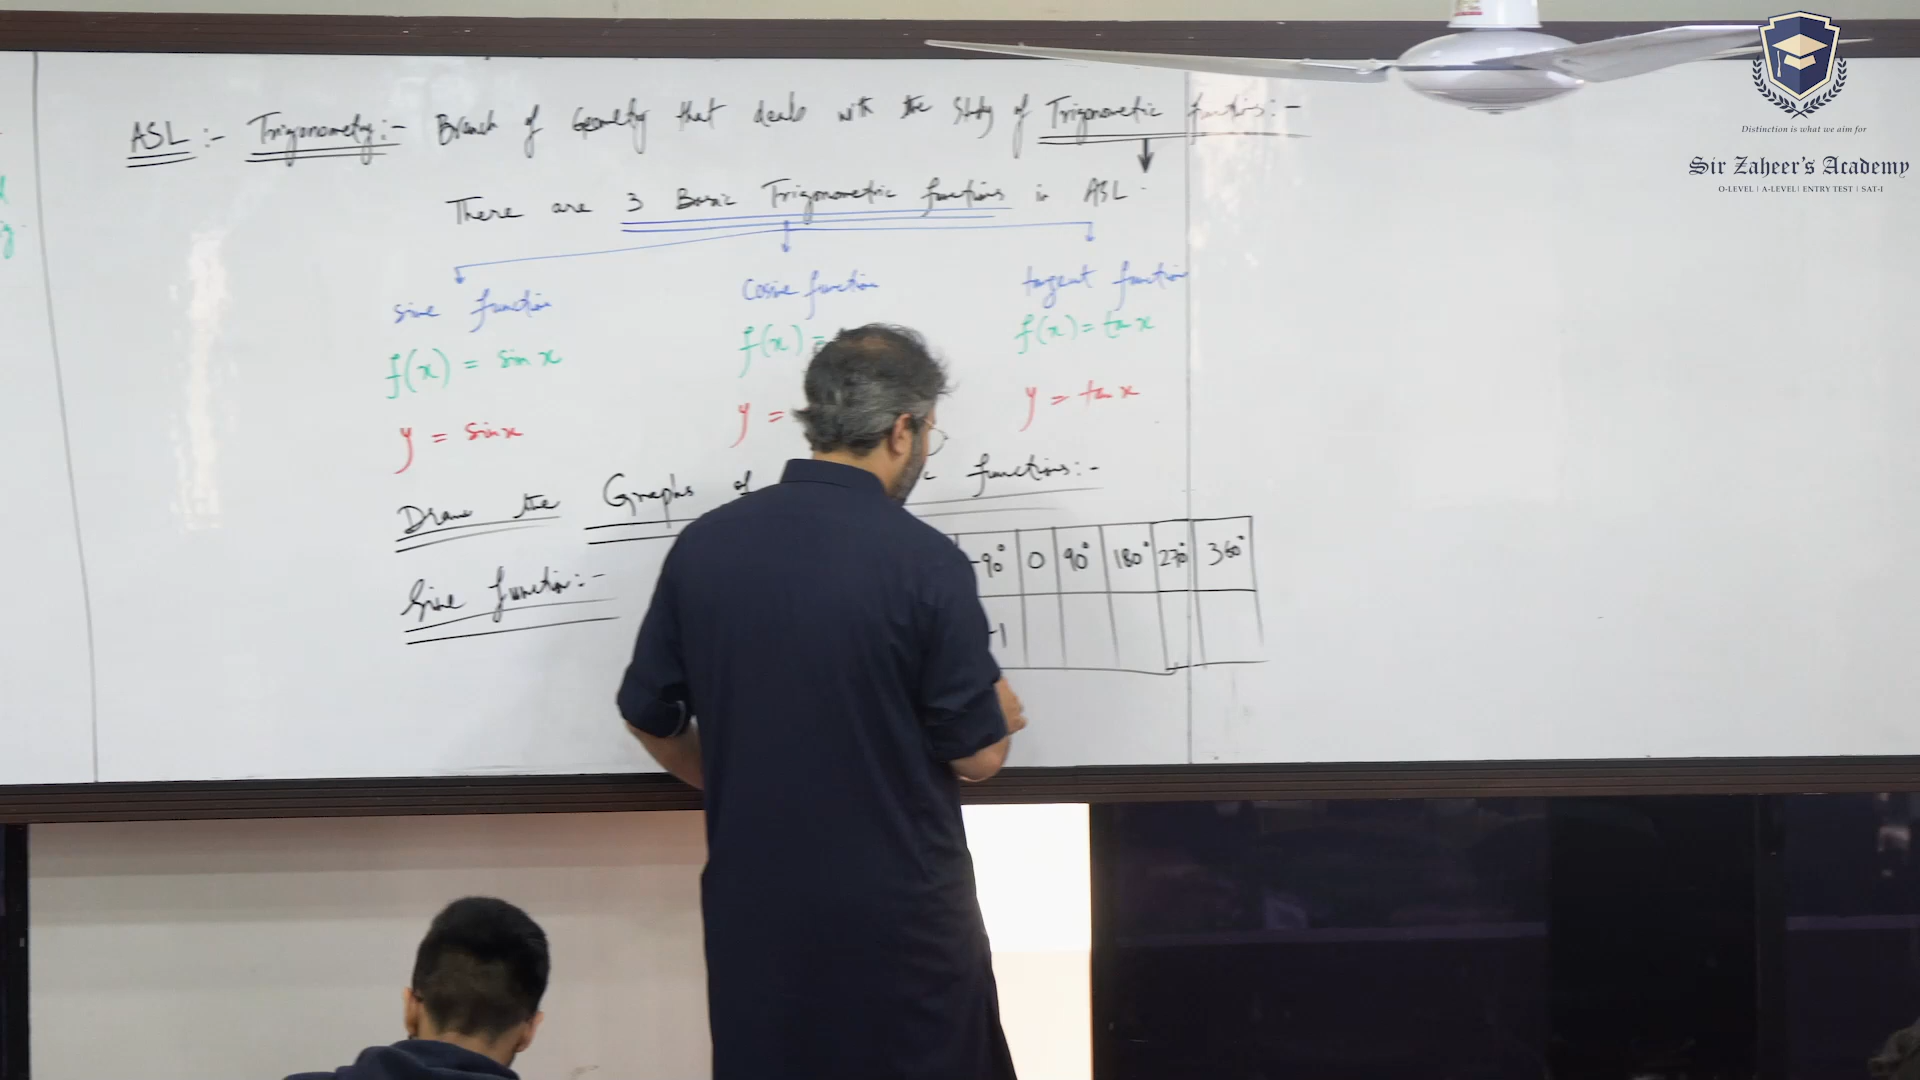 ASL :- Trigonometry:- Branch of Geometry that deals with the Study of Trigonometric functions:-
There are 3 Basic Trigonometric functions in ASL.
Sine function Cosine function tangent function
f(x) = sin x f(x) = f(x) = tan x
y = sin x y = y = tan x
Draw the Graphs of functions:-
Sine function:-
-90° 0 90° 180° 270° 360°
-1
Distinction is what we aim for
Sir Zaheer's Academy
O-LEVEL | A-LEVEL | ENTRY TEST | SAT-I